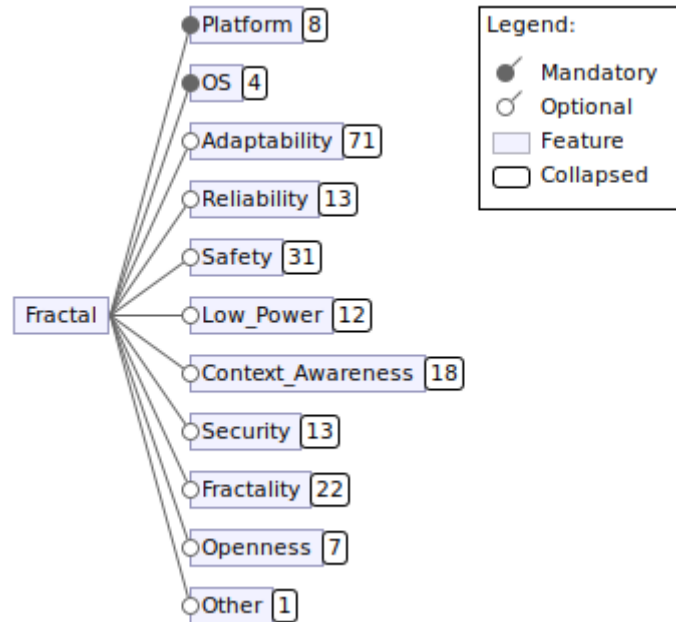 Platform 8
OS 4
Adaptability 71
Reliability 13
Safety 31
Fractal
Low_Power 12
Context_Awareness 18
Security 13
Fractality 22
Openness 7
Other 1
Legend:
Mandatory
Optional
Feature
Collapsed